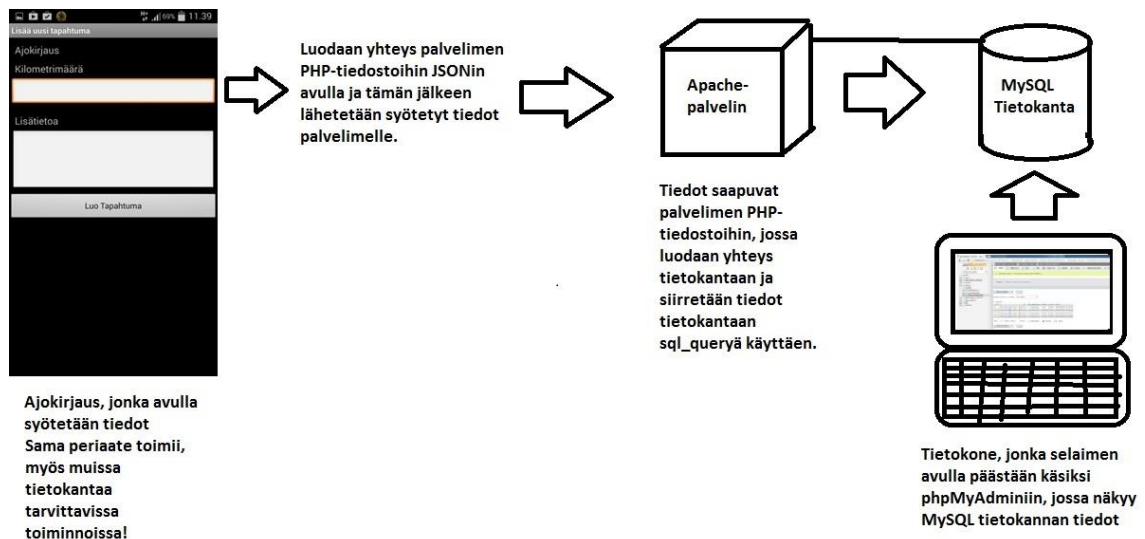 69% 11.39
Lisää uusi tapahtuma
Ajokirjaus
Kilometrimäärä
Lisätietoa
Luo Tapahtuma
Ajokirjaus, jonka avulla
syötetään tiedot
Sama periaate toimii,
myös muissa
tietokantaa
tarvittavissa
toiminnoissa!
Luodaan yhteys palvelimen
PHP-tiedostoihin JSONin
avulla ja tämän jälkeen
lähetetään syötetyt tiedot
palvelimelle.
Apache-
palvelin
Tiedot saapuvat
palvelimen PHP-
tiedostoihin, jossa
luodaan yhteys
tietokantaan ja
siirretään tiedot
tietokantaan
sql_queryä käyttäen.
MySQL
Tietokanta
Tietokone, jonka selaimen
avulla päästään käsiksi
phpMyAdminiin, jossa näkyy
MySQL tietokannan tiedot